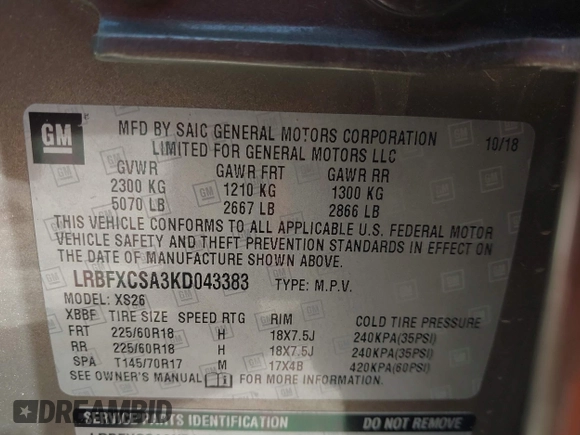 GM
MFD BY SAIC GENERAL MOTORS CORPORATION 10/18
LIMITED FOR GENERAL MOTORS LLC
GVWR GAWR FRT GAWR RR
2300 KG 1210 KG 1300 KG
5070 LB 2667 LB 2866 LB
THIS VEHICLE CONFORMS TO ALL APPLICABLE U.S. FEDERAL MOTOR
VEHICLE SAFETY AND THEFT PREVENTION STANDARDS IN EFFECT ON
THE DATE OF MANUFACTURE SHOWN ABOVE.
LRBFXCSA3KD043383 TYPE: M.P.V.
MODEL: XS26
XBBF TIRE SIZE SPEED RTG RIM COLD TIRE PRESSURE
FRT 225/60R18 H 18X7.5J 240KPA(35PSI)
RR 225/60R18 H 18X7.5J 240KPA(35PSI)
SPA T145/70R17 M 17X4B 420KPA(60PSI)
SEE OWNER'S MANUAL FOR MORE INFORMATION
SERVICE PARTS IDENTIFICATION DO NOT REMOVE
DREAMBID